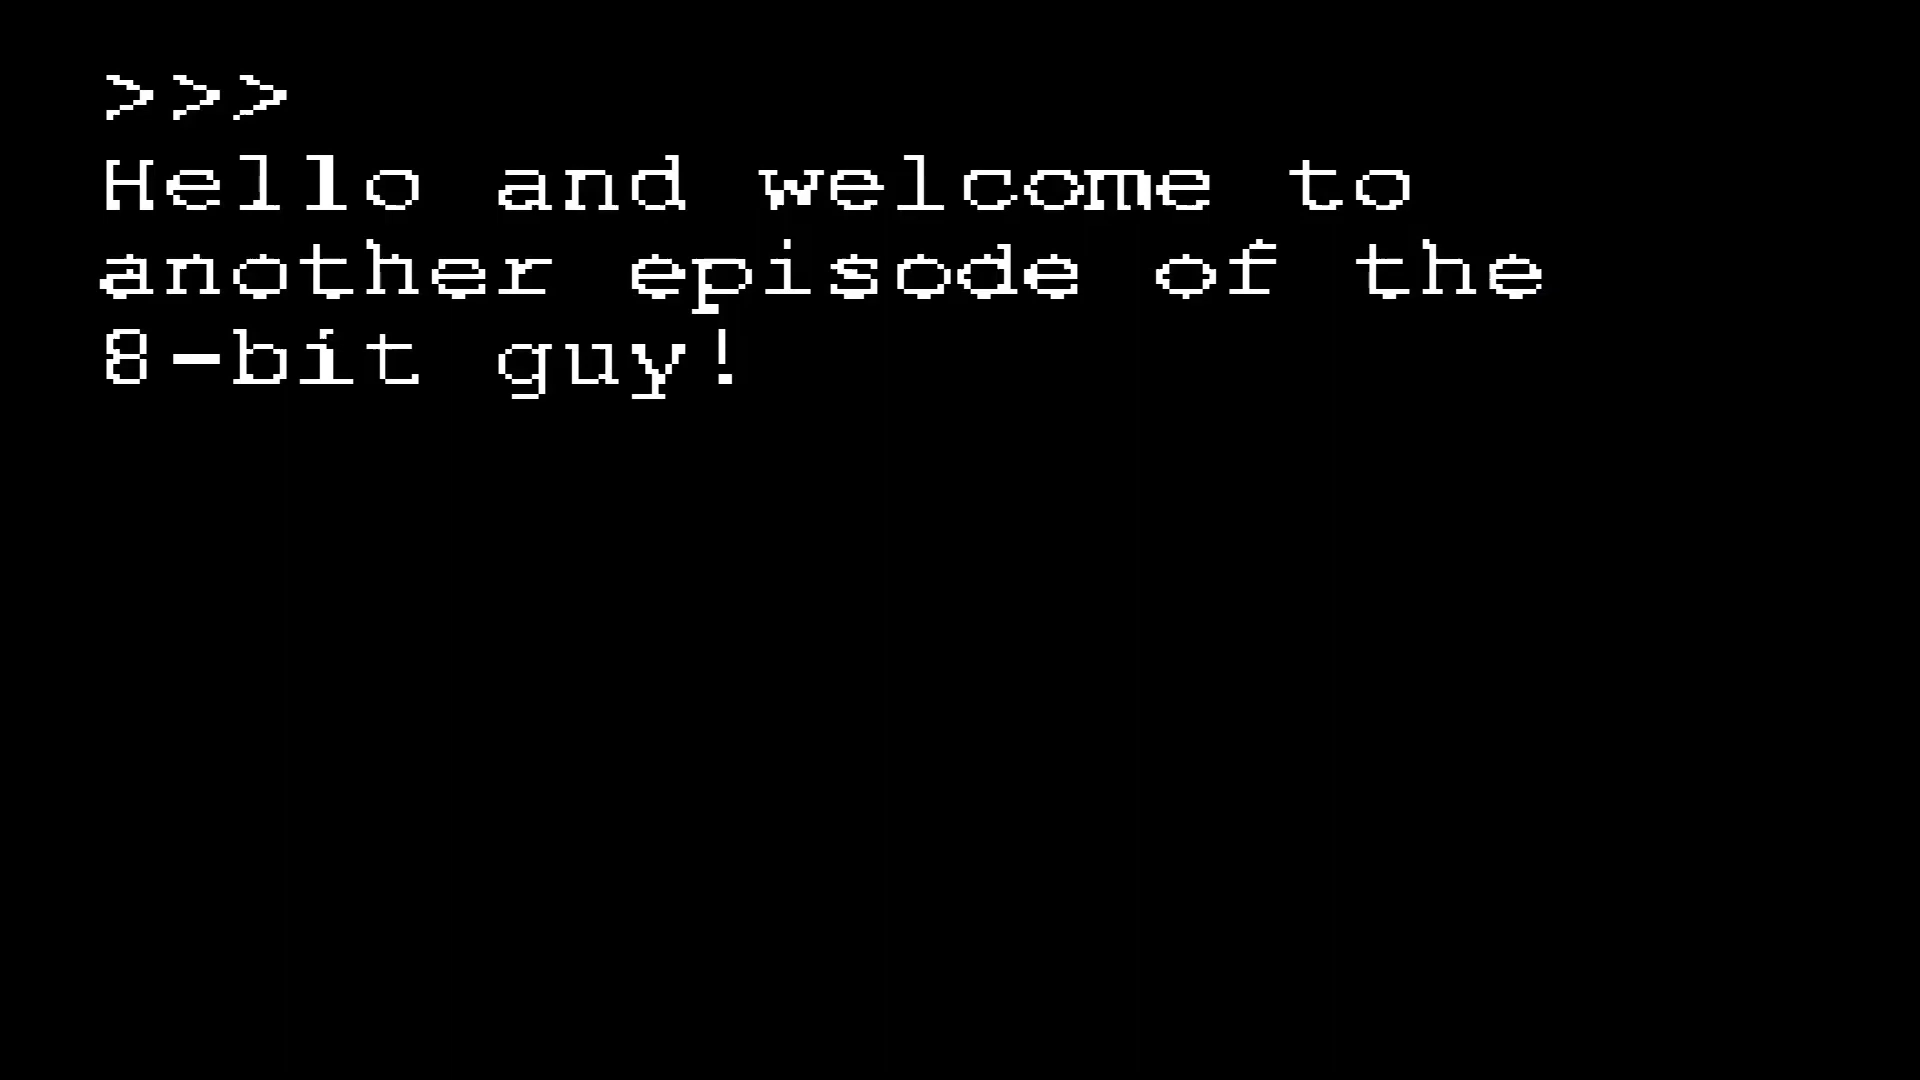 >>>
Hello and welcome to
another episode of the
8-bit guy!